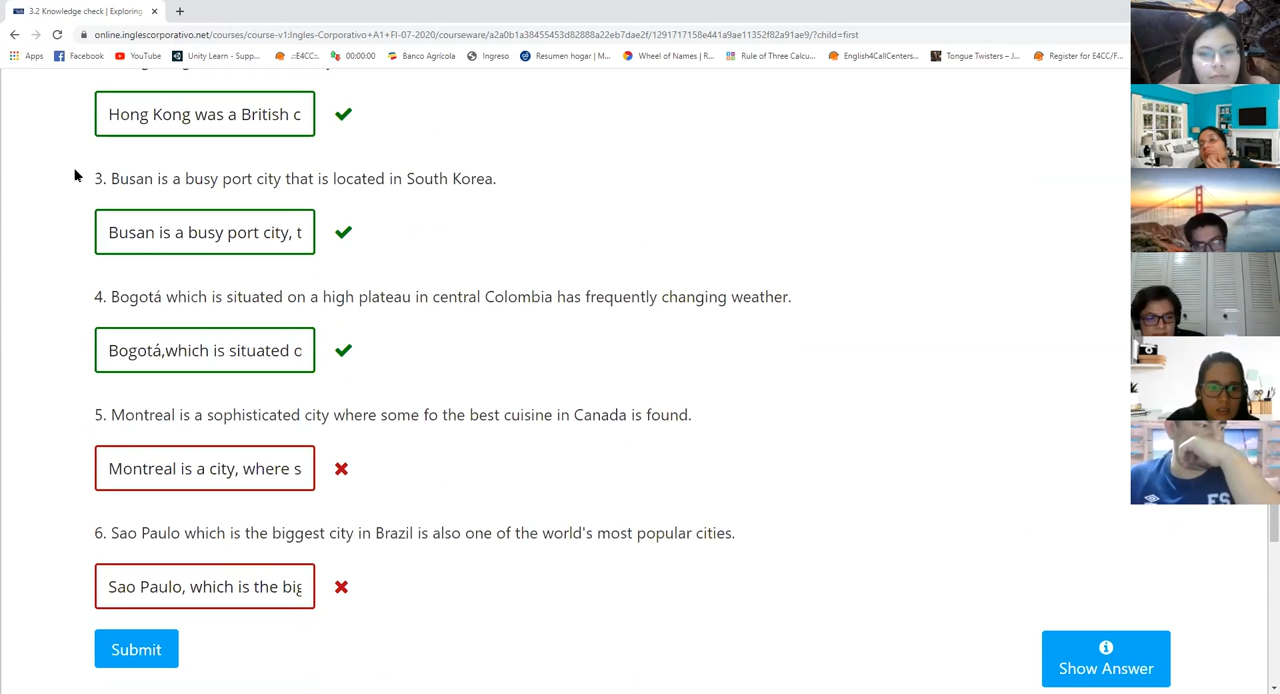 3.2 Knowledge check | Exploring
online.inglescorporativo.net/courses/course-v1:Ingles-Corporativo+A1+FI-07-2020/courseware/a2a0b1a38455453d82888a22eb7dae2f/1291717158e441a9ae11352f82a91ae9/?child=first
Apps Facebook YouTube Unity Learn - Supp... ::E4CC:. 00:00:00 Banco Agrícola Ingreso Resumen hogar | M... Wheel of Names | R... Rule of Three Calcu... English4CallCenters... Tongue Twisters – J... Register for E4CC/F...
Hong Kong was a British c
3. Busan is a busy port city that is located in South Korea.
Busan is a busy port city, t
4. Bogotá which is situated on a high plateau in central Colombia has frequently changing weather.
Bogotá,which is situated o
5. Montreal is a sophisticated city where some fo the best cuisine in Canada is found.
Montreal is a city, where s
6. Sao Paulo which is the biggest city in Brazil is also one of the world's most popular cities.
Sao Paulo, which is the big
Submit
Show Answer